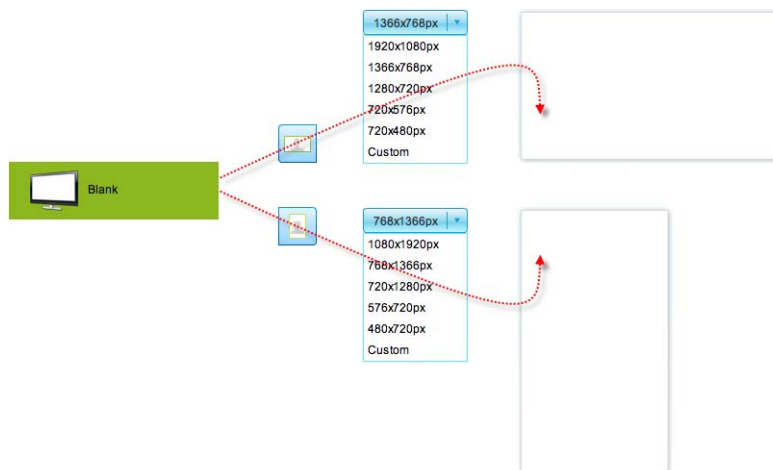 1366x768px
1920x1080px
1366x768px
1280x720px
720x576px
720x480px
Custom
Blank
768x1366px
1080x1920px
768x1366px
720x1280px
576x720px
480x720px
Custom